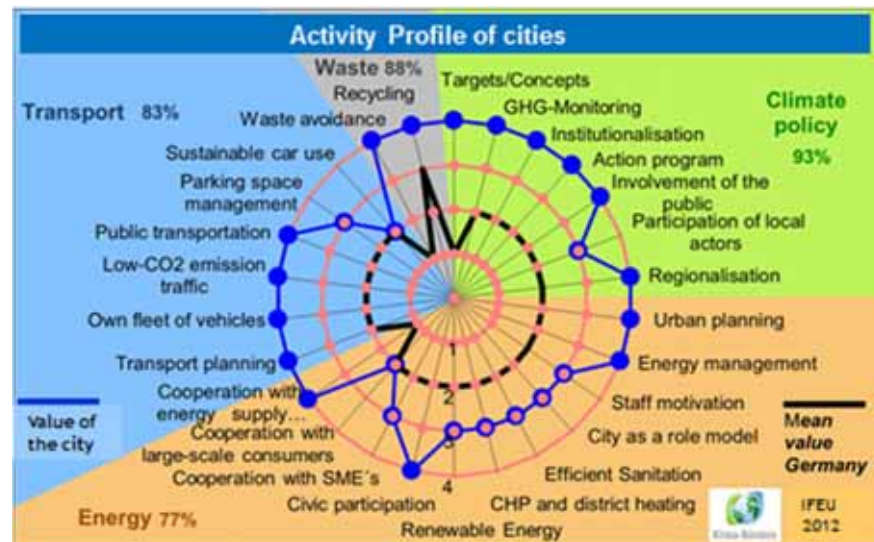 Activity Profile of cities
Waste 88%
Recycling
Waste avoidance
Transport 83%
Sustainable car use
Parking space
management
Public transportation
Low-CO2 emission
traffic
Own fleet of vehicles
Transport planning
Cooperation with
energy supply…
Cooperation with
large-scale consumers
Cooperation with SME´s
Civic participation
Renewable Energy
CHP and district heating
Efficient Sanitation
City as a role model
Staff motivation
Energy management
Urban planning
Regionalisation
Participation of local
actors
Involvement of the
public
Action program
Institutionalisation
GHG-Monitoring
Targets/Concepts
Climate
policy
93%
1
2
3
4
Value of
the city
Energy 77%
Mean
value
Germany
IFEU
2012